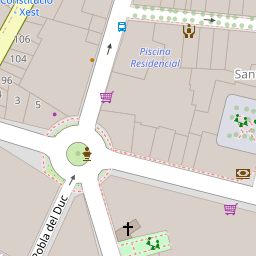 Constitució
- Xest
106
104
96
3
5
Piscina
Residencial
San
Pobla del Duc